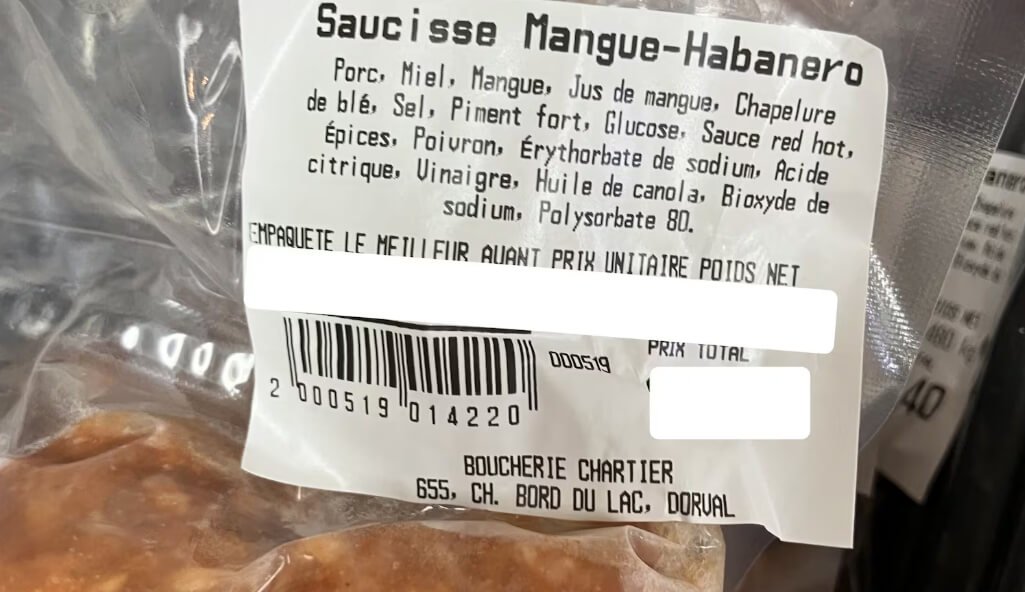 Saucisse Mangue-Habanero
Porc, Miel, Mangue, Jus de mangue, Chapelure
de blé, Sel, Piment fort, Glucose, Sauce red hot,
Épices, Poivron, Érythorbate de sodium, Acide
citrique, Vinaigre, Huile de canola, Bioxyde de
sodium, Polysorbate 80.
EMPAQUETE LE MEILLEUR AVANT PRIX UNITAIRE POIDS NET
000519
PRIX TOTAL
2 000519 014220
BOUCHERIE CHARTIER
655, CH. BORD DU LAC, DORVAL
40